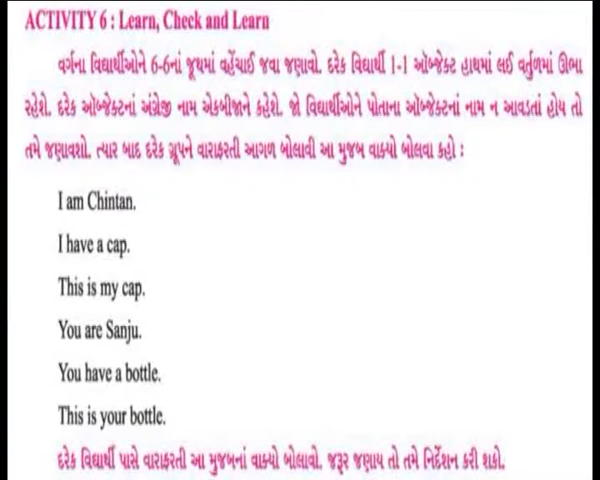 ACTIVITY 6 : Learn, Check and Learn
વર્ગના વિદ્યાર્થીઓને 6-6નાં જૂથમાં વહેંચાઈ જવા જણાવો. દરેક વિદ્યાર્થી 1-1 ઑબ્જેક્ટ હાથમાં લઈ વર્તુળમાં ઊભા
રહેશે. દરેક ઑબ્જેક્ટનાં અંગ્રેજી નામ એકબીજાને કહેશે. જો વિદ્યાર્થીઓને પોતાના ઑબ્જેક્ટનાં નામ ન આવડતાં હોય તો
તમે જણાવશો. ત્યાર બાદ દરેક ગ્રૂપને વારાફરતી આગળ બોલાવી આ મુજબ વાક્યો બોલવા કહો :
I am Chintan.
I have a cap.
This is my cap.
You are Sanju.
You have a bottle.
This is your bottle.
દરેક વિદ્યાર્થી પાસે વારાફરતી આ મુજબનાં વાક્યો બોલાવો. જરૂર જણાય તો તમે નિર્દેશન કરી શકો.